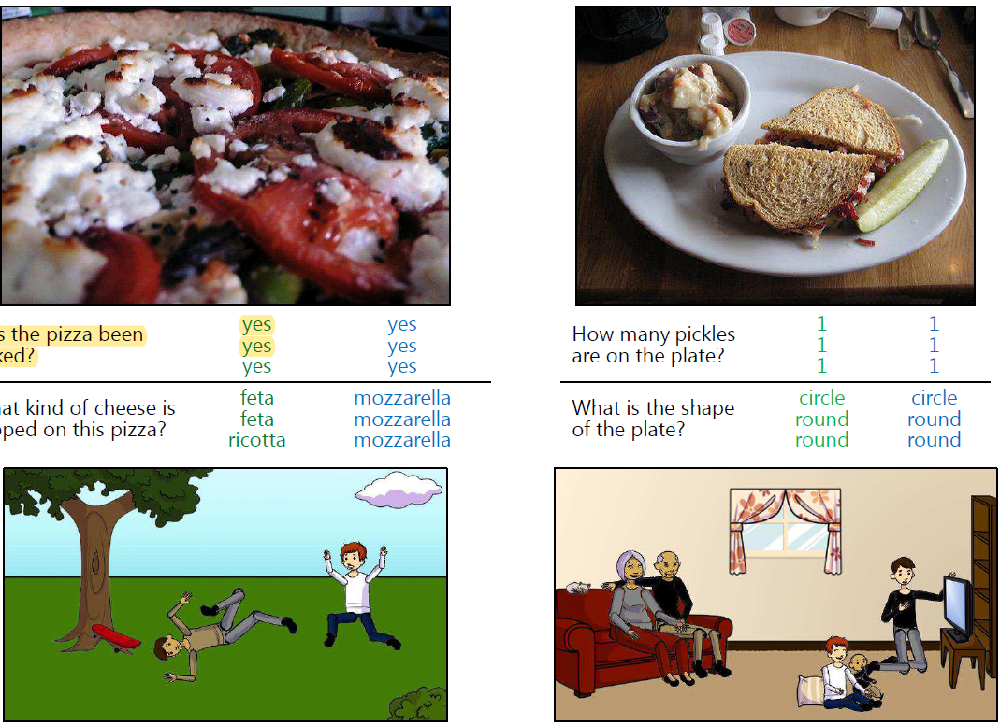 s the pizza been
ked?
yes
yes
yes
yes
yes
yes
at kind of cheese is
pped on this pizza?
feta
feta
ricotta
mozzarella
mozzarella
mozzarella
How many pickles
are on the plate?
1
1
1
1
1
1
What is the shape
of the plate?
circle
round
round
circle
round
round